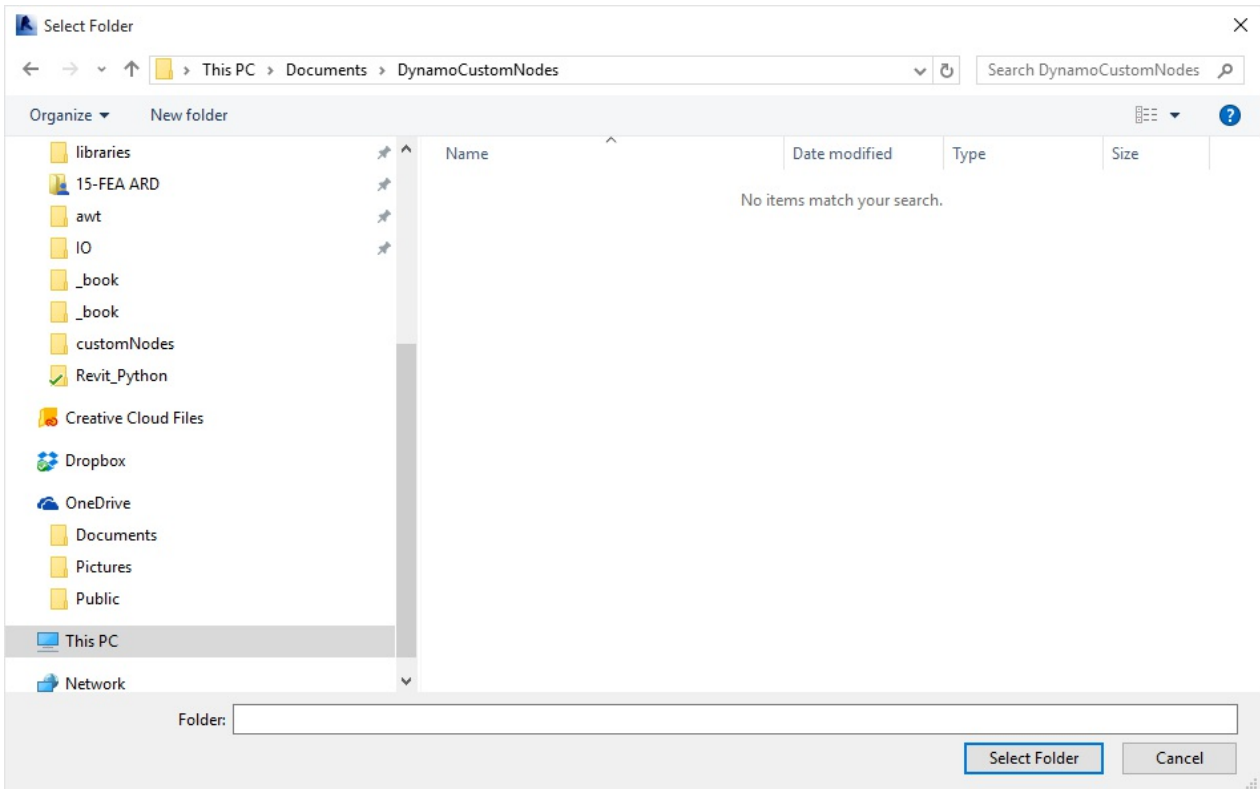 Select Folder
This PC > Documents > DynamoCustomNodes
Search DynamoCustomNodes
Organize
New folder
?
libraries
15-FEA ARD
awt
IO
_book
_book
customNodes
Revit_Python
Creative Cloud Files
Dropbox
OneDrive
Documents
Pictures
Public
This PC
Network
Name
Date modified
Type
Size
No items match your search.
Folder:
Select Folder
Cancel